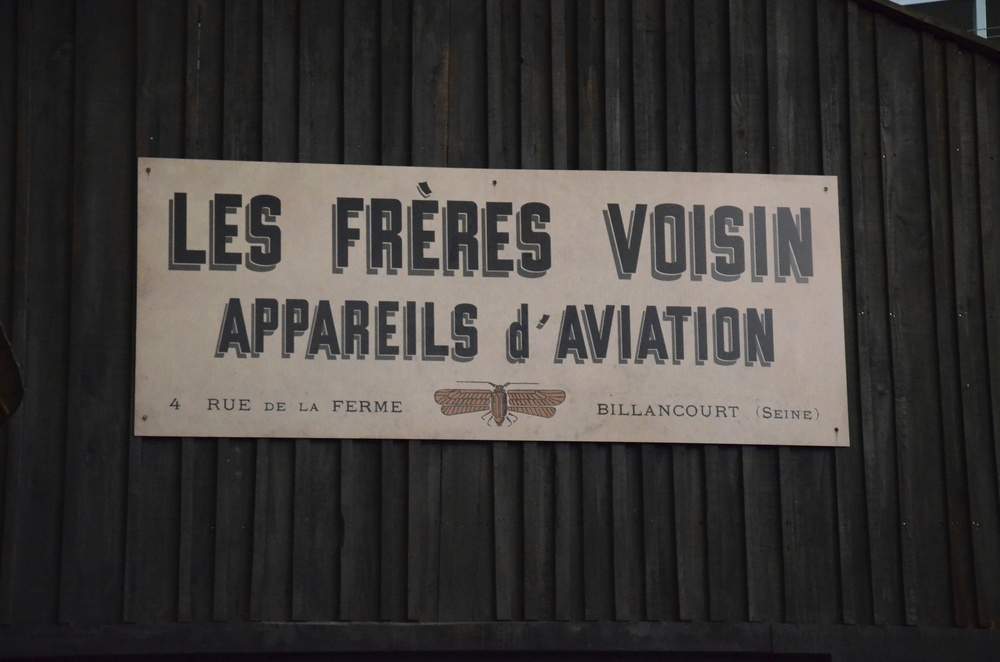 LES FRÈRES VOISIN
APPAREILS d'AVIATION
4 RUE DE LA FERME BILLANCOURT (SEINE)